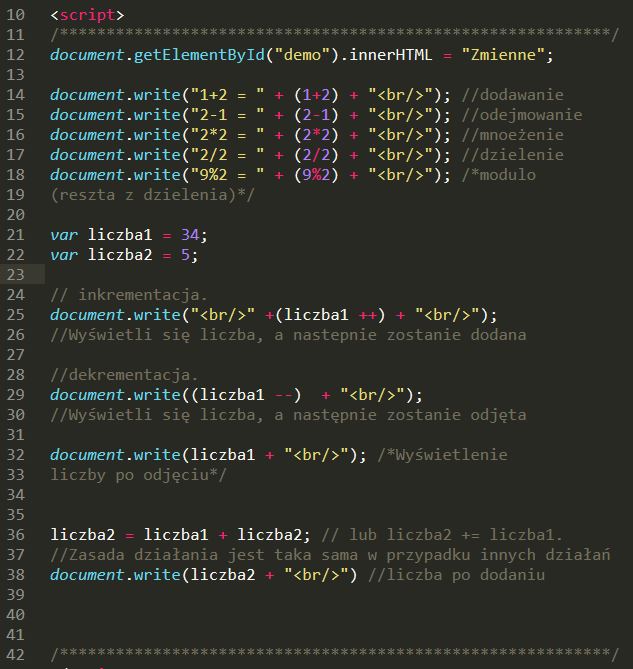 10 <script>
11 /***********************************************************/
12 document.getElementById("demo").innerHTML = "Zmienne";
13
14 document.write("1+2 = " + (1+2) + "<br/>"); //dodawanie
15 document.write("2-1 = " + (2-1) + "<br/>"); //odejmowanie
16 document.write("2*2 = " + (2*2) + "<br/>"); //mnoeżenie
17 document.write("2/2 = " + (2/2) + "<br/>"); //dzielenie
18 document.write("9%2 = " + (9%2) + "<br/>"); /*modulo
19 (reszta z dzielenia)*/
20
21 var liczba1 = 34;
22 var liczba2 = 5;
23
24 // inkrementacja.
25 document.write("<br/>" +(liczba1 ++) + "<br/>");
26 //Wyświetli się liczba, a nastepnie zostanie dodana
27
28 //dekrementacja.
29 document.write((liczba1 --)  + "<br/>");
30 //Wyświetli się liczba, a następnie zostanie odjęta
31
32 document.write(liczba1 + "<br/>"); /*Wyświetlenie
33 liczby po odjęciu*/
34
35
36 liczba2 = liczba1 + liczba2; // lub liczba2 += liczba1.
37 //Zasada działania jest taka sama w przypadku innych działań
38 document.write(liczba2 + "<br/>") //liczba po dodaniu
39
40
41
42 /***********************************************************/